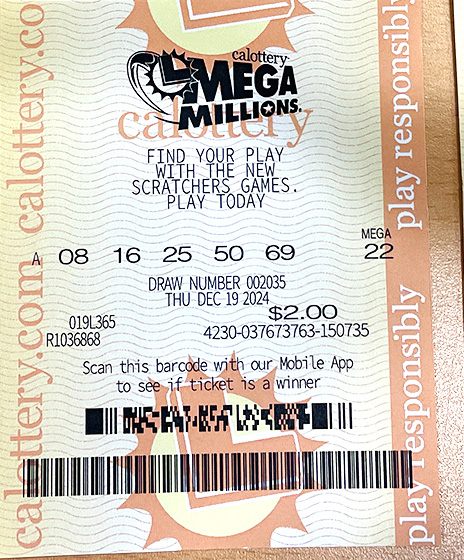 calottery
MEGA
MILLIONS.
calottery
FIND YOUR PLAY
WITH THE NEW
SCRATCHERS GAMES.
PLAY TODAY
MEGA
A 08 16 25 50 69 22
DRAW NUMBER 002035
THU DEC 19 2024
$2.00
019L365
R1036868 4230-037673763-150735
Scan this barcode with our Mobile App
to see if ticket is a winner
calottery.com calottery.co
play responsibly play responsibly